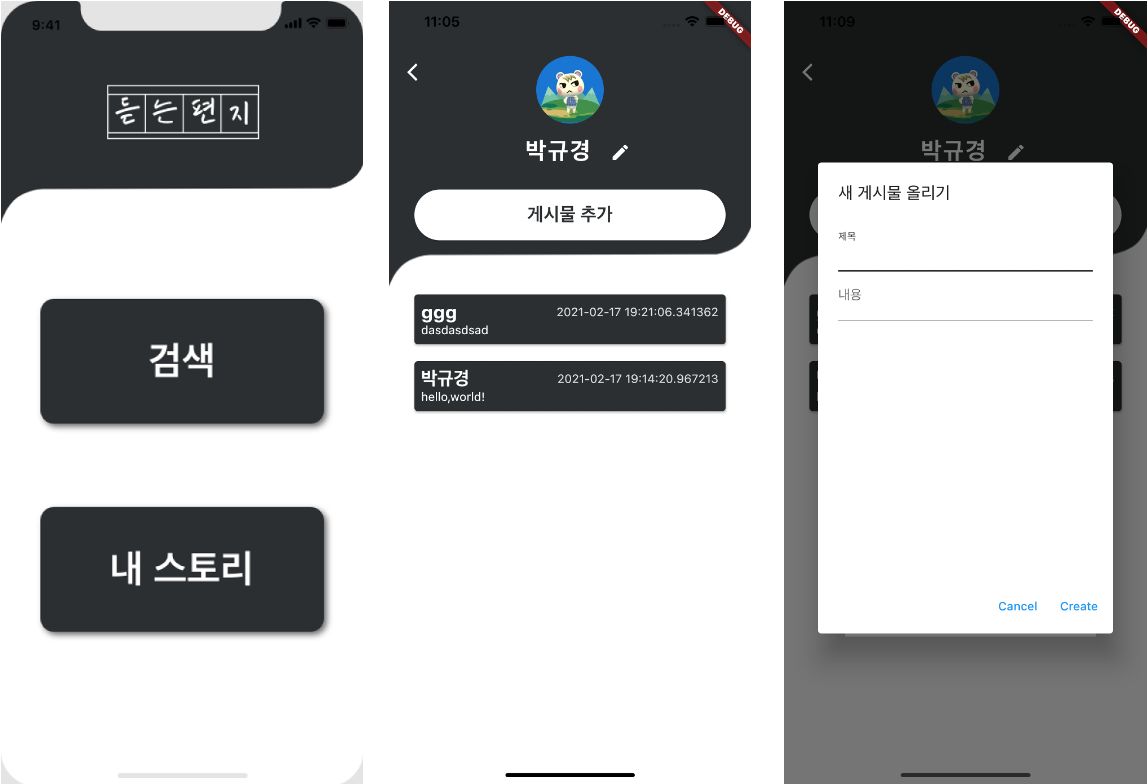 9:41
듣는편지
검색
내 스토리
11:05
DEBUG
박규경
게시물 추가
ggg 2021-02-17 19:21:06.341362
dasdasdsad
박규경 2021-02-17 19:14:20.967213
hello,world!
11:09
DEBUG
박규경
새 게시물 올리기
제목
내용
Cancel Create